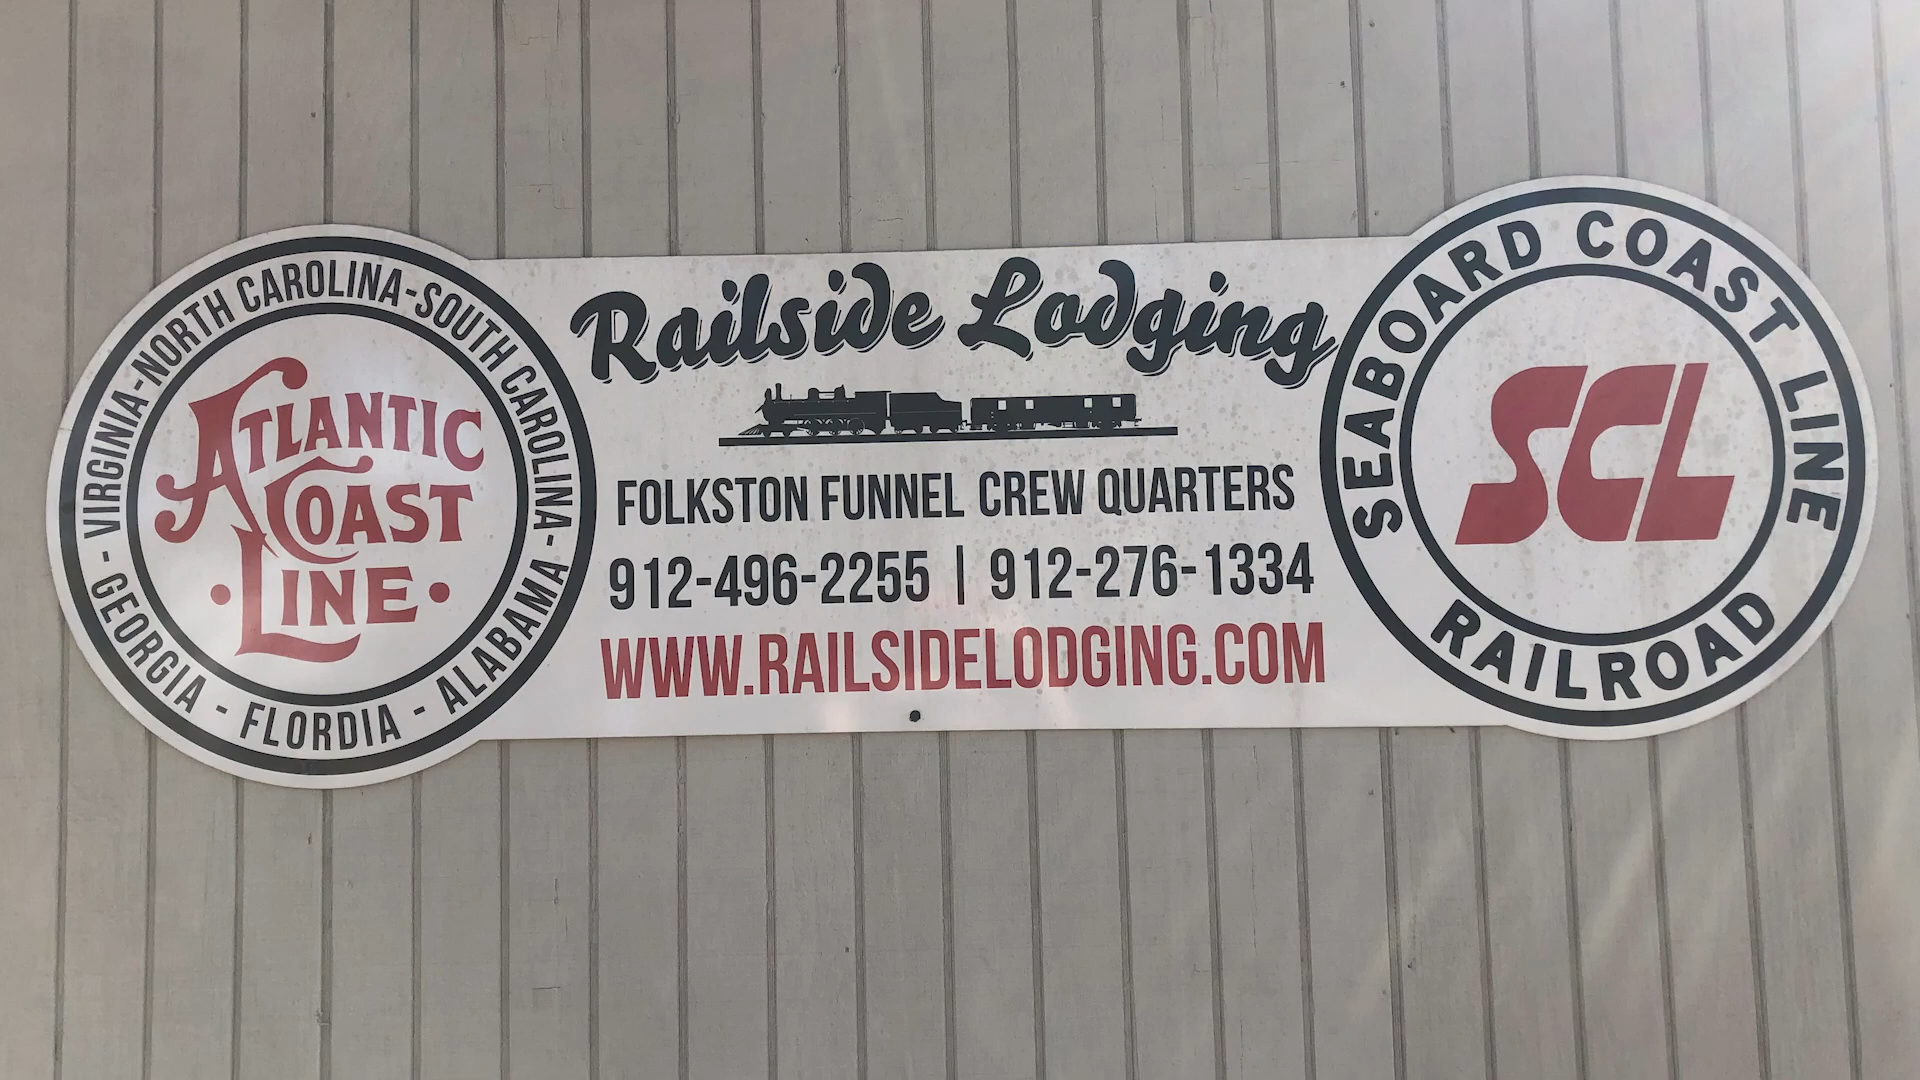 VIRGINIA-NORTH CAROLINA-SOUTH CAROLINA- ALABAMA - FLORDIA - GEORGIA -
ATLANTIC
COAST
• LINE •
Railside Lodging
FOLKSTON FUNNEL CREW QUARTERS
912-496-2255 | 912-276-1334
WWW.RAILSIDELODGING.COM
SEABOARD COAST LINE
SCL
RAILROAD